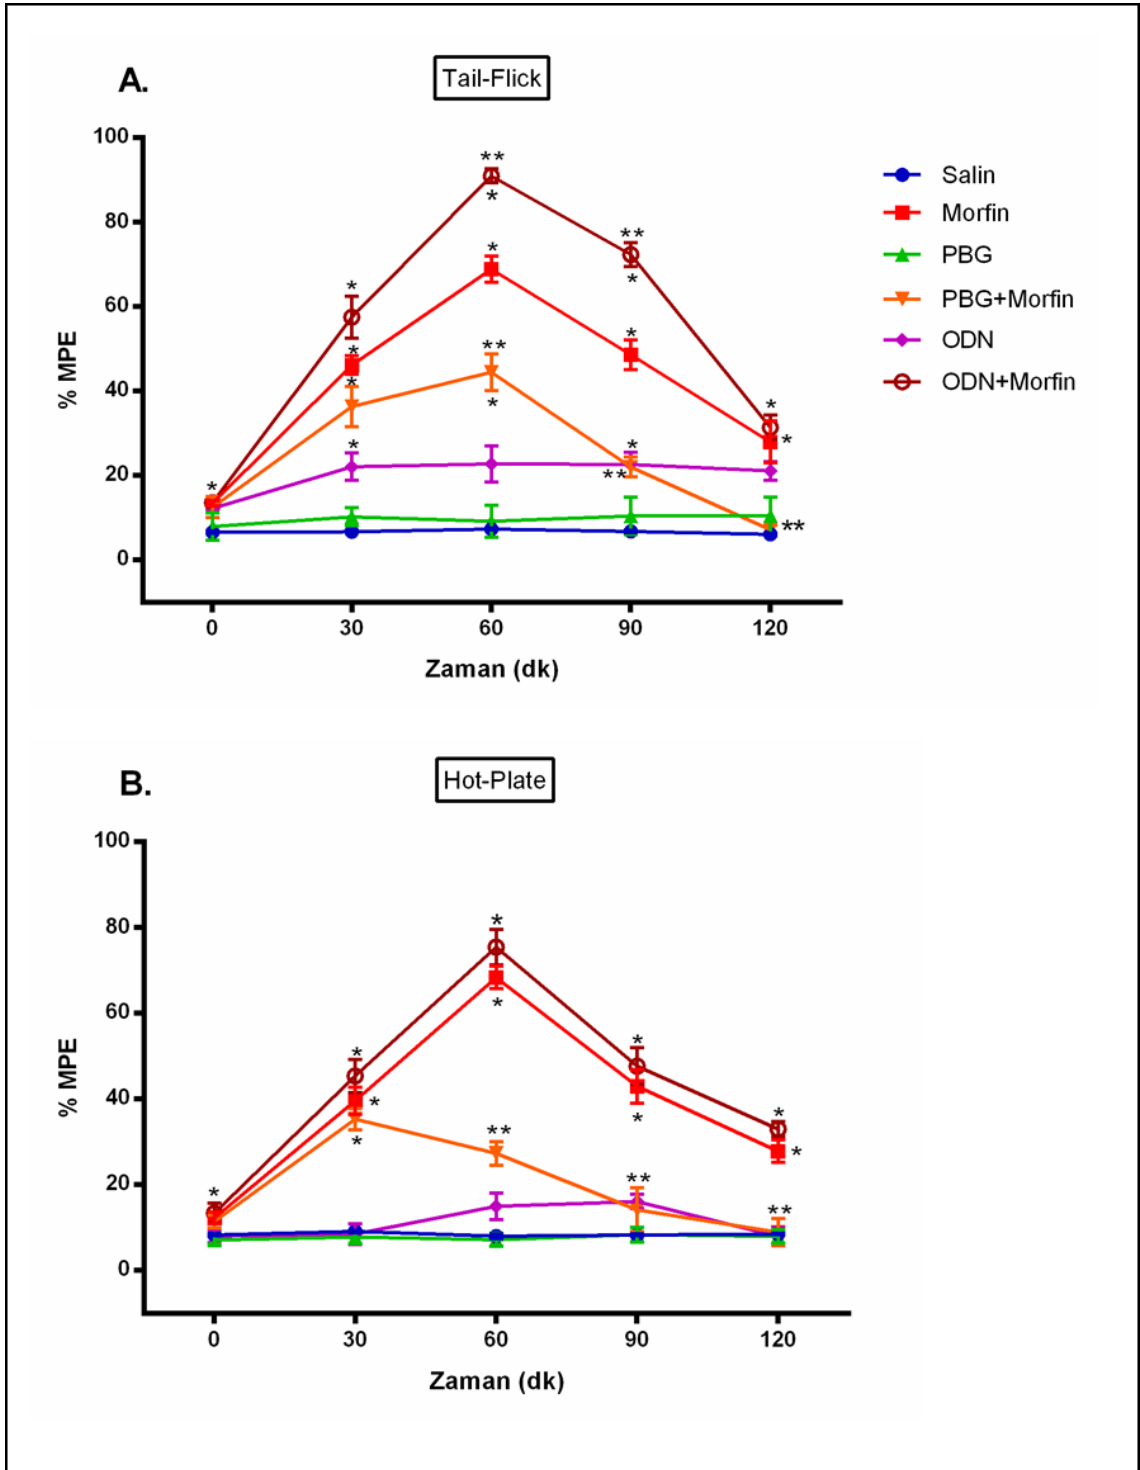 A.
Tail-Flick
100
80
60
40
20
0
% MPE
**
*
*
*
**
*
*
*
*
**
*
*
**
*
*
*
**
*
*
**
0 30 60 90 120
Zaman (dk)
Salin
Morfin
PBG
PBG+Morfin
ODN
ODN+Morfin
B.
Hot-Plate
100
80
60
40
20
0
% MPE
*
*
*
*
*
*
*
**
*
*
*
**
**
*
0 30 60 90 120
Zaman (dk)